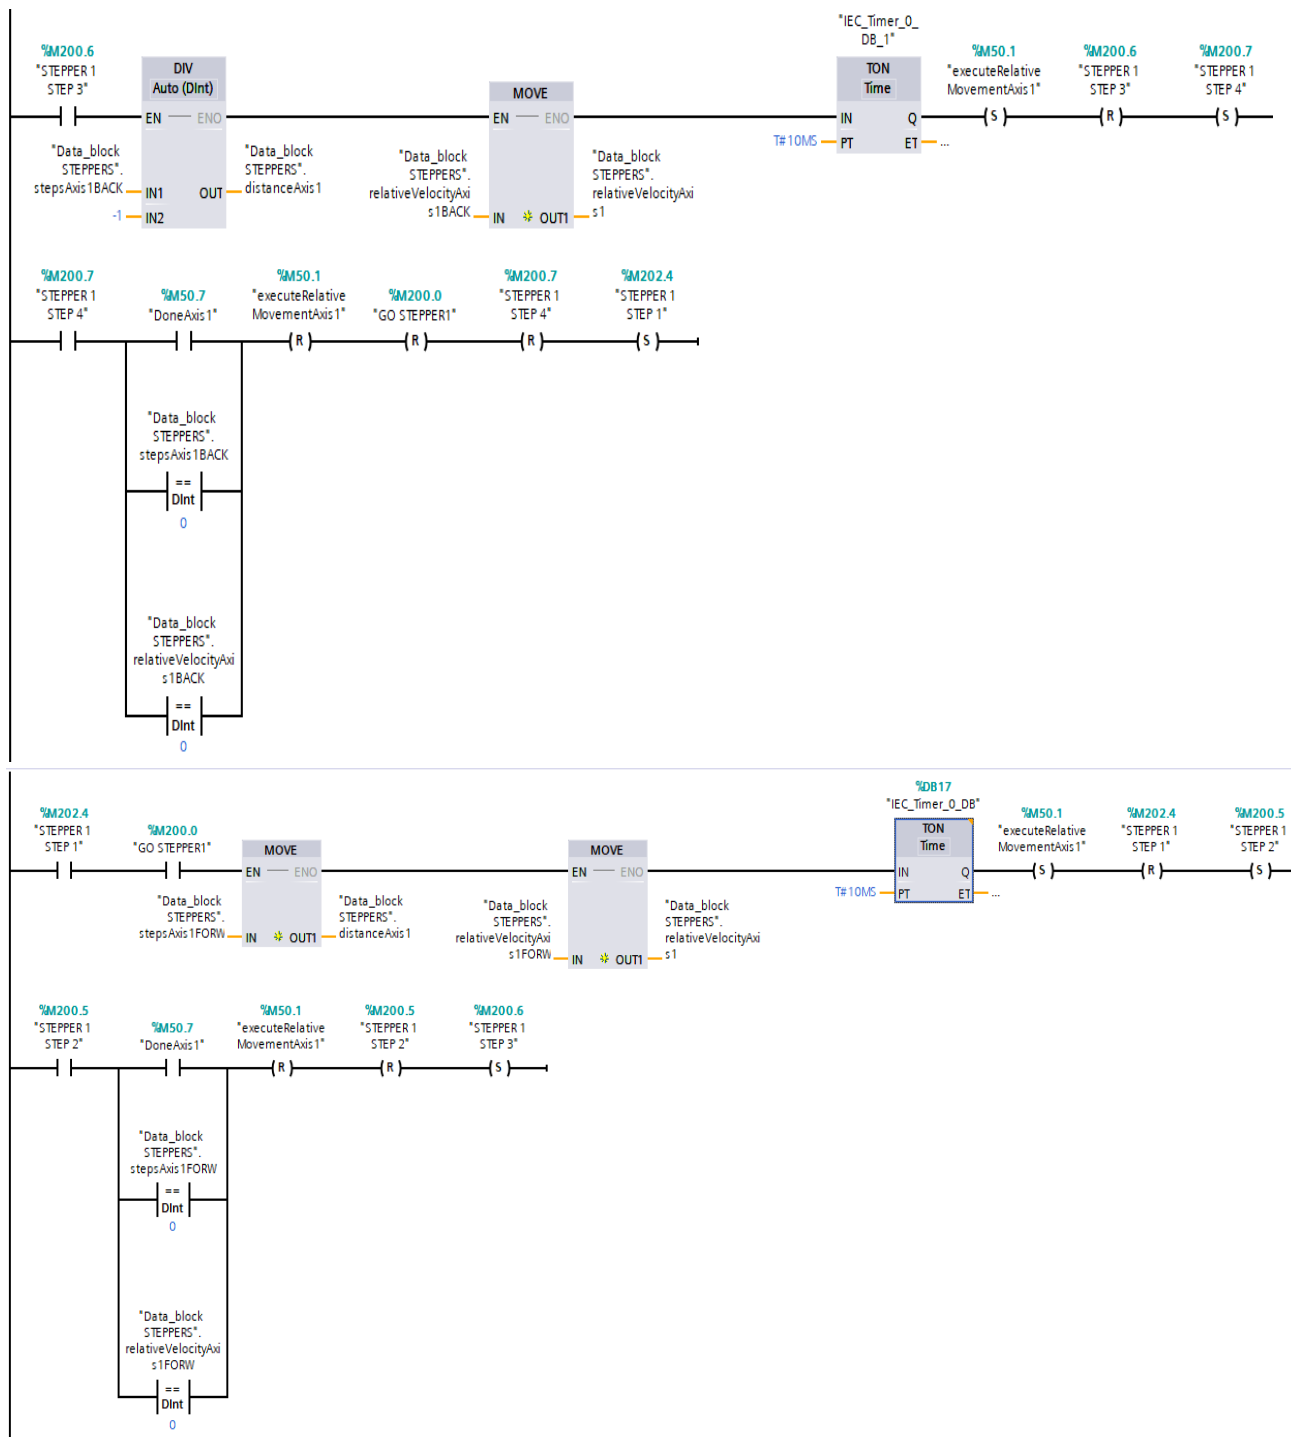 "IEC_Timer_0_
DB_1"
%M200.6
"STEPPER 1
STEP 3"
DIV
Auto (DInt)
EN
ENO
"Data_block
STEPPERS".
stepsAxis1BACK
IN1
-1
IN2
OUT
"Data_block
STEPPERS".
distanceAxis1
MOVE
EN
ENO
"Data_block
STEPPERS".
relativeVelocityAxi
s1BACK
IN
OUT1
"Data_block
STEPPERS".
relativeVelocityAxi
s1
TON
Time
IN
Q
T#10MS
PT
ET
...
%M50.1
"executeRelative
MovementAxis1"
S
%M200.6
"STEPPER 1
STEP 3"
R
%M200.7
"STEPPER 1
STEP 4"
S
%M200.7
"STEPPER 1
STEP 4"
%M50.7
"DoneAxis1"
%M50.1
"executeRelative
MovementAxis1"
R
%M200.0
"GO STEPPER1"
R
%M200.7
"STEPPER 1
STEP 4"
R
%M202.4
"STEPPER 1
STEP 1"
S
"Data_block
STEPPERS".
stepsAxis1BACK
==
DInt
0
"Data_block
STEPPERS".
relativeVelocityAxi
s1BACK
==
DInt
0
%M202.4
"STEPPER 1
STEP 1"
%M200.0
"GO STEPPER1"
MOVE
EN
ENO
"Data_block
STEPPERS".
stepsAxis1FORW
IN
OUT1
"Data_block
STEPPERS".
distanceAxis1
MOVE
EN
ENO
"Data_block
STEPPERS".
relativeVelocityAxi
s1FORW
IN
OUT1
"Data_block
STEPPERS".
relativeVelocityAxi
s1
%DB17
"IEC_Timer_0_DB"
TON
Time
IN
Q
T#10MS
PT
ET
...
%M50.1
"executeRelative
MovementAxis1"
S
%M202.4
"STEPPER 1
STEP 1"
R
%M200.5
"STEPPER 1
STEP 2"
S
%M200.5
"STEPPER 1
STEP 2"
%M50.7
"DoneAxis1"
%M50.1
"executeRelative
MovementAxis1"
R
%M200.5
"STEPPER 1
STEP 2"
R
%M200.6
"STEPPER 1
STEP 3"
S
"Data_block
STEPPERS".
stepsAxis1FORW
==
DInt
0
"Data_block
STEPPERS".
relativeVelocityAxi
s1FORW
==
DInt
0